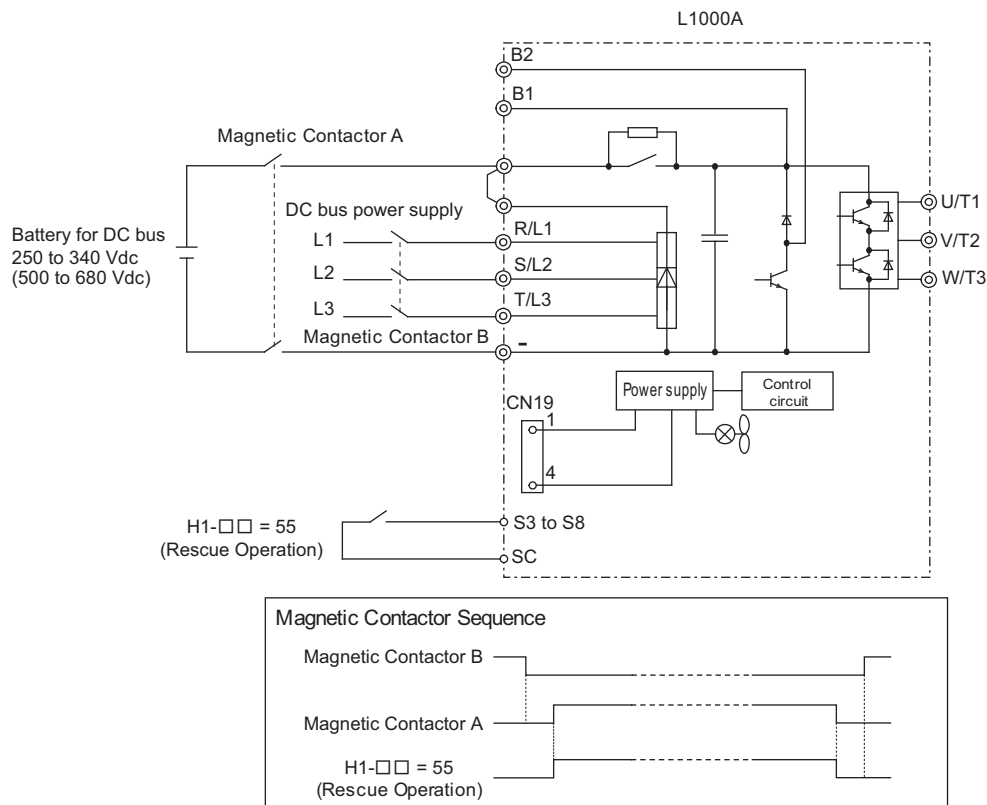 L1000A
B2
B1
Magnetic Contactor A
DC bus power supply
Battery for DC bus
250 to 340 Vdc
(500 to 680 Vdc)
L1
R/L1
L2
S/L2
L3
T/L3
Magnetic Contactor B
-
U/T1
V/T2
W/T3
Power supply
Control
circuit
CN19
1
4
H1-□□ = 55
(Rescue Operation)
S3 to S8
SC
Magnetic Contactor Sequence
Magnetic Contactor B
Magnetic Contactor A
H1-□□ = 55
(Rescue Operation)